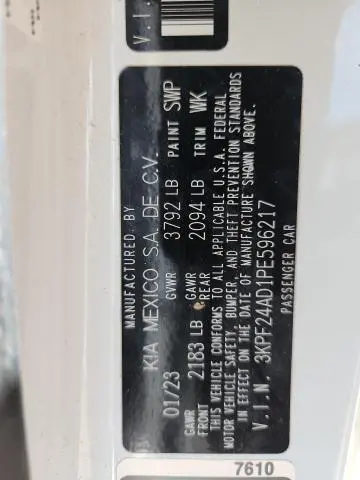 MANUFACTURED BY
KIA MEXICO S.A. DE C.V.
01/23 GVWR 3792 LB PAINT SWP
GAWR FRONT 2183 LB GAWR REAR 2094 LB TRIM WK
THIS VEHICLE CONFORMS TO ALL APPLICABLE U.S.A. FEDERAL
MOTOR VEHICLE SAFETY, BUMPER, AND THEFT PREVENTION STANDARDS
IN EFFECT ON THE DATE OF MANUFACTURE SHOWN ABOVE.
V.I.N. 3KPF24AD1PE596217
PASSENGER CAR
V.I.
7610